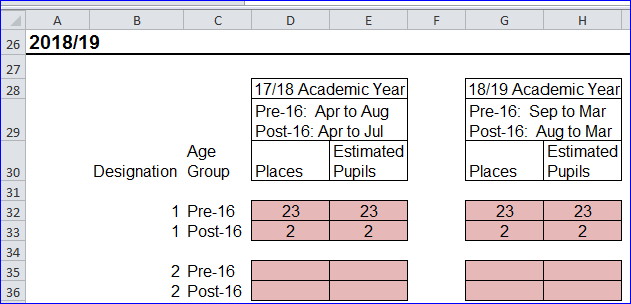 A B C D E F G H
26 2018/19
27
28 17/18 Academic Year 18/19 Academic Year
29 Pre-16: Apr to Aug Pre-16: Sep to Mar
Post-16: Apr to Jul Post-16: Aug to Mar
30 Designation Age Group Places Estimated Pupils Places Estimated Pupils
31
32 1 Pre-16 23 23 23 23
33 1 Post-16 2 2 2 2
34
35 2 Pre-16
36 2 Post-16